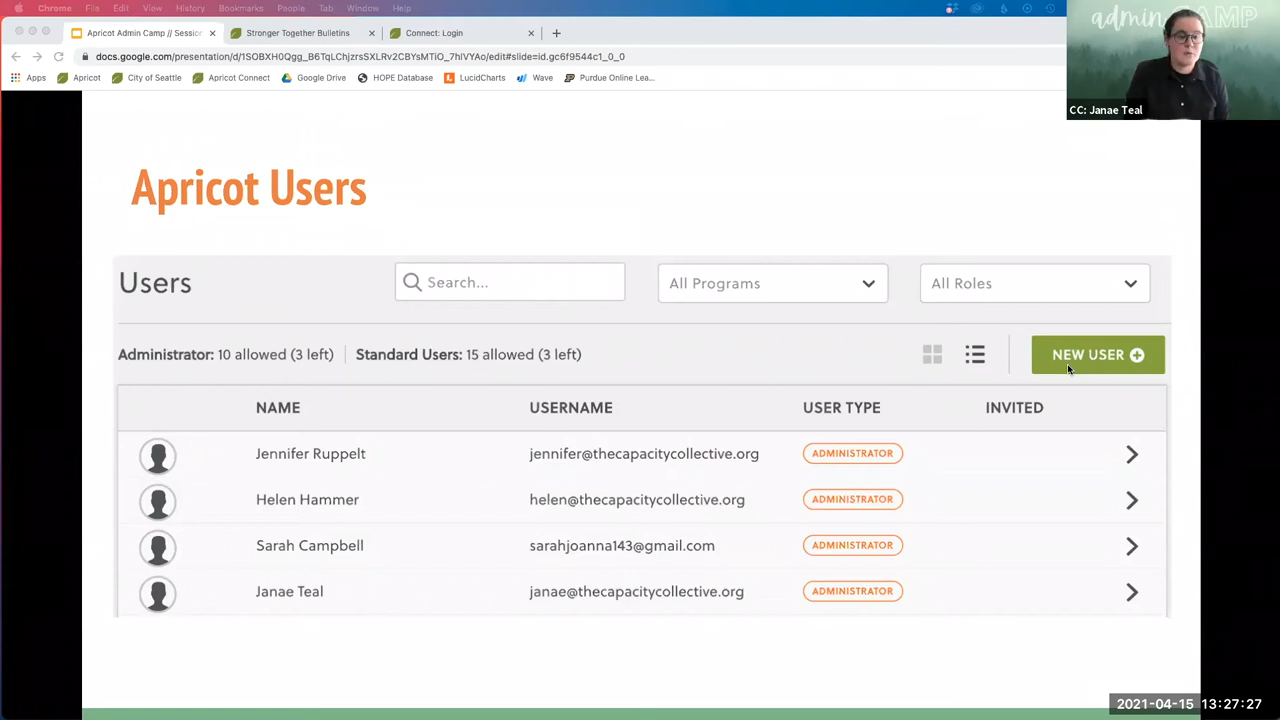 Chrome File Edit View History Bookmarks People Tab Window Help
Apricot Admin Camp // Session
Stronger Together Bulletins
Connect: Login
docs.google.com/presentation/d/1SOBXH0Qgg_B6TqLChjzrsSXLRv2CBYsMTiO_7hlVYAo/edit#slide=id.gc6f9544c1_0_0
Apps Apricot City of Seattle Apricot Connect Google Drive HOPE Database LucidCharts Wave Purdue Online Lea...
admin CAMP
CC: Janae Teal
Apricot Users
Users Search... All Programs All Roles
Administrator: 10 allowed (3 left) Standard Users: 15 allowed (3 left) NEW USER
NAME USERNAME USER TYPE INVITED
Jennifer Ruppelt jennifer@thecapacitycollective.org ADMINISTRATOR
Helen Hammer helen@thecapacitycollective.org ADMINISTRATOR
Sarah Campbell sarahjoanna143@gmail.com ADMINISTRATOR
Janae Teal janae@thecapacitycollective.org ADMINISTRATOR
2021-04-15 13:27:27